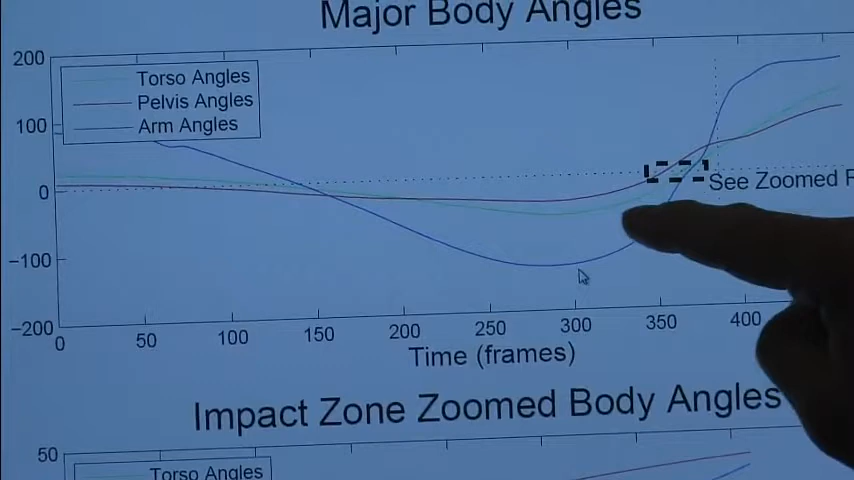 Major Body Angles
200
100
0
−100
−200
Torso Angles
Pelvis Angles
Arm Angles
See Zoomed
0 50 100 150 200 250 300 350 400
Time (frames)
Impact Zone Zoomed Body Angles
50
Torso Angles